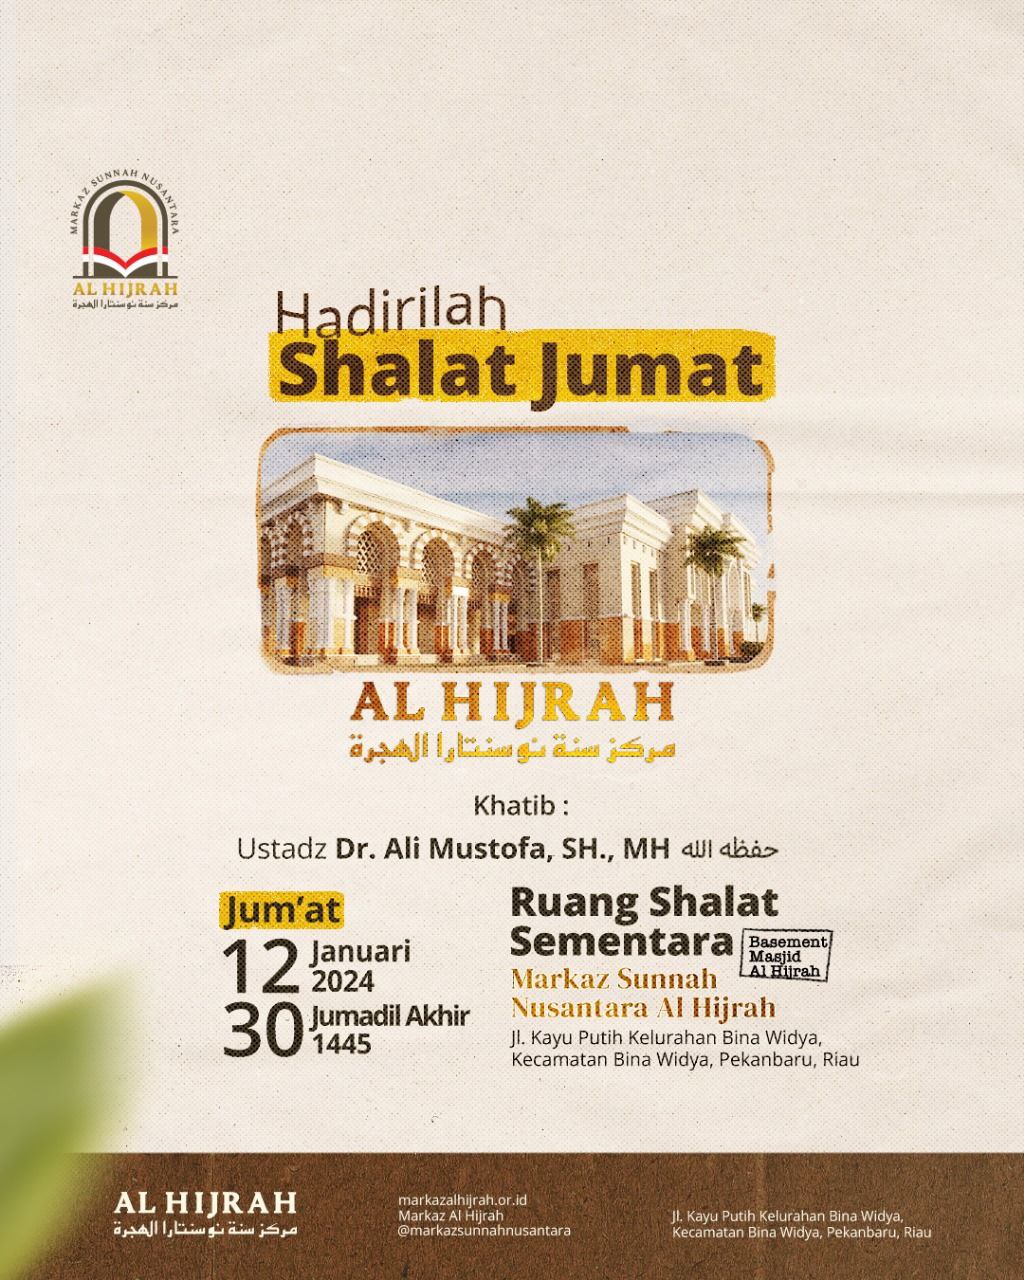 MARKAZ SUNNAH NUSANTARA
AL HIJRAH
مركز سنة نوسنتارا الهجرة
Hadirilah
Shalat Jumat
AL HIJRAH
مركز سنة نوسنتارا الهجرة
Khatib :
Ustadz Dr. Ali Mustofa, SH., MH حفظه الله
Jum'at
12 Januari
2024
30 Jumadil Akhir
1445
Ruang Shalat
Sementara
Basement
Masjid
Al Hijrah
Markaz Sunnah
Nusantara Al Hijrah
Jl. Kayu Putih Kelurahan Bina Widya,
Kecamatan Bina Widya, Pekanbaru, Riau
AL HIJRAH
مركز سنة نوسنتارا الهجرة
markazalhijrah.or.id
Markaz Al Hijrah
@markazsunnahnusantara
Jl. Kayu Putih Kelurahan Bina Widya,
Kecamatan Bina Widya, Pekanbaru, Riau